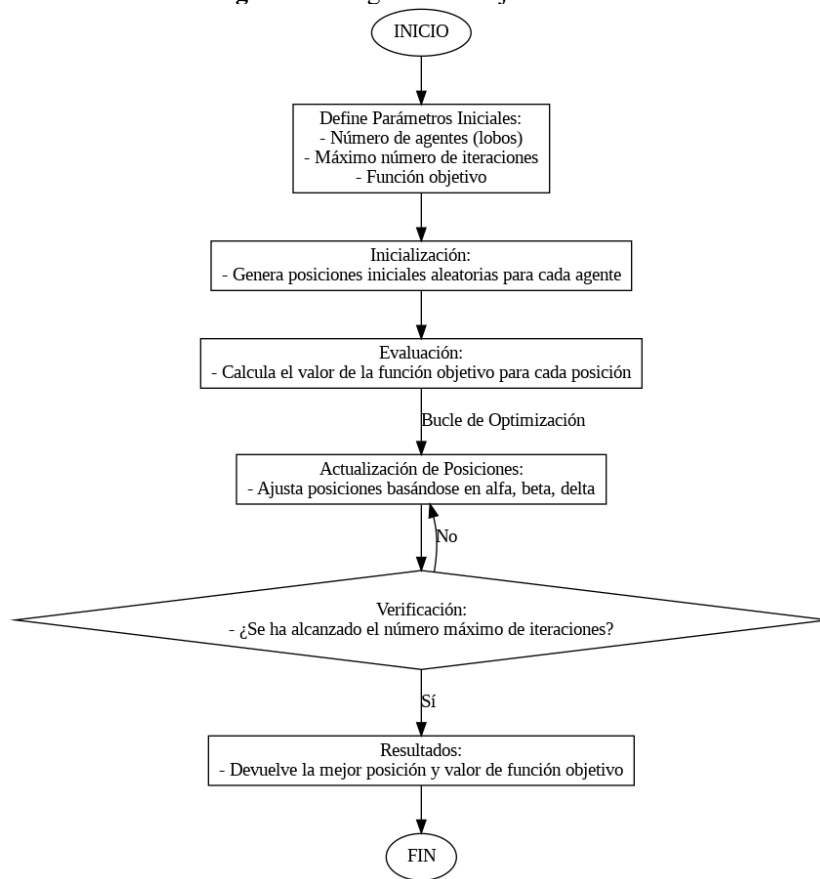 INICIO
Define Parámetros Iniciales:
- Número de agentes (lobos)
- Máximo número de iteraciones
- Función objetivo
Inicialización:
- Genera posiciones iniciales aleatorias para cada agente
Evaluación:
- Calcula el valor de la función objetivo para cada posición
Bucle de Optimización
Actualización de Posiciones:
- Ajusta posiciones basándose en alfa, beta, delta
No
Verificación:
- ¿Se ha alcanzado el número máximo de iteraciones?
Sí
Resultados:
- Devuelve la mejor posición y valor de función objetivo
FIN